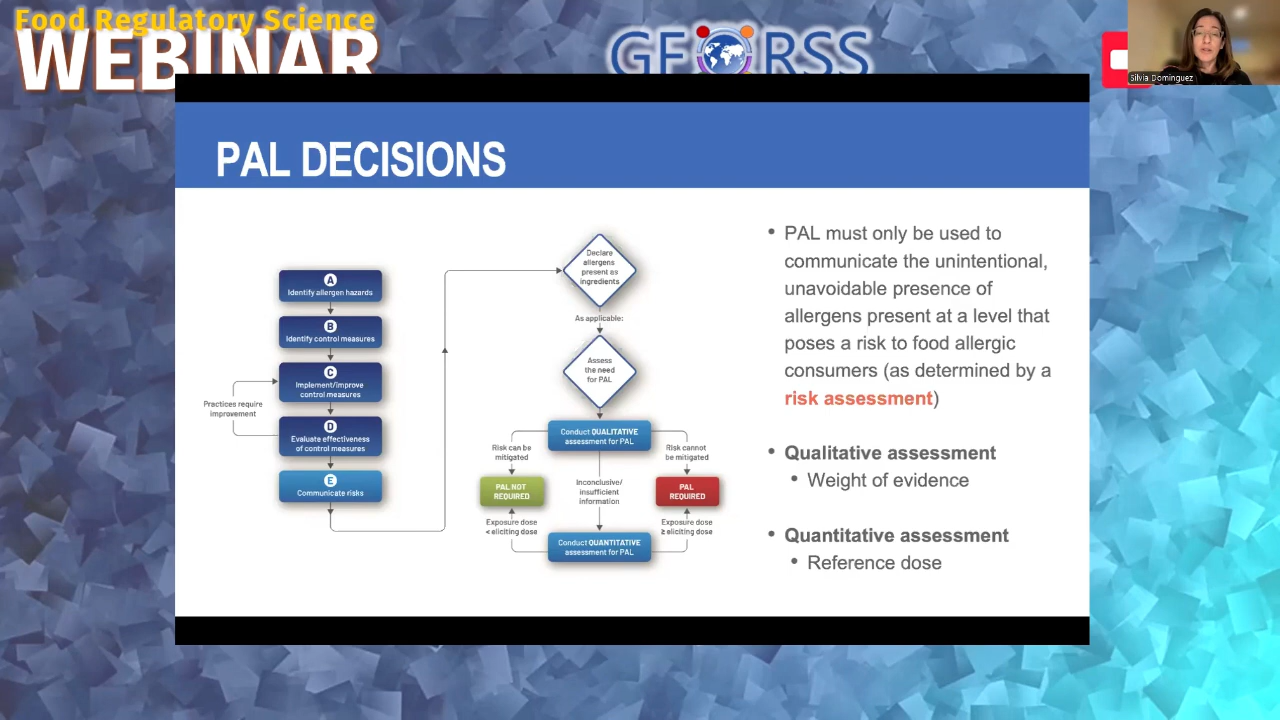 Food Regulatory Science
WEBINAR
GFORSS
Silvia Dominguez
PAL DECISIONS
A
Identify allergen hazards
B
Identify control measures
C
Implement/improve
control measures
Practices require
improvement
D
Evaluate effectiveness
of control measures
E
Communicate risks
Declare
allergens
present as
ingredients
As applicable:
Assess
the need
for PAL
Conduct QUALITATIVE
assessment for PAL
Risk can be
mitigated
Risk cannot
be mitigated
PAL NOT
REQUIRED
Inconclusive/
insufficient
information
PAL
REQUIRED
Exposure dose
< eliciting dose
Exposure dose
≥ eliciting dose
Conduct QUANTITATIVE
assessment for PAL
• PAL must only be used to
communicate the unintentional,
unavoidable presence of
allergens present at a level that
poses a risk to food allergic
consumers (as determined by a
risk assessment)
• Qualitative assessment
• Weight of evidence
• Quantitative assessment
• Reference dose